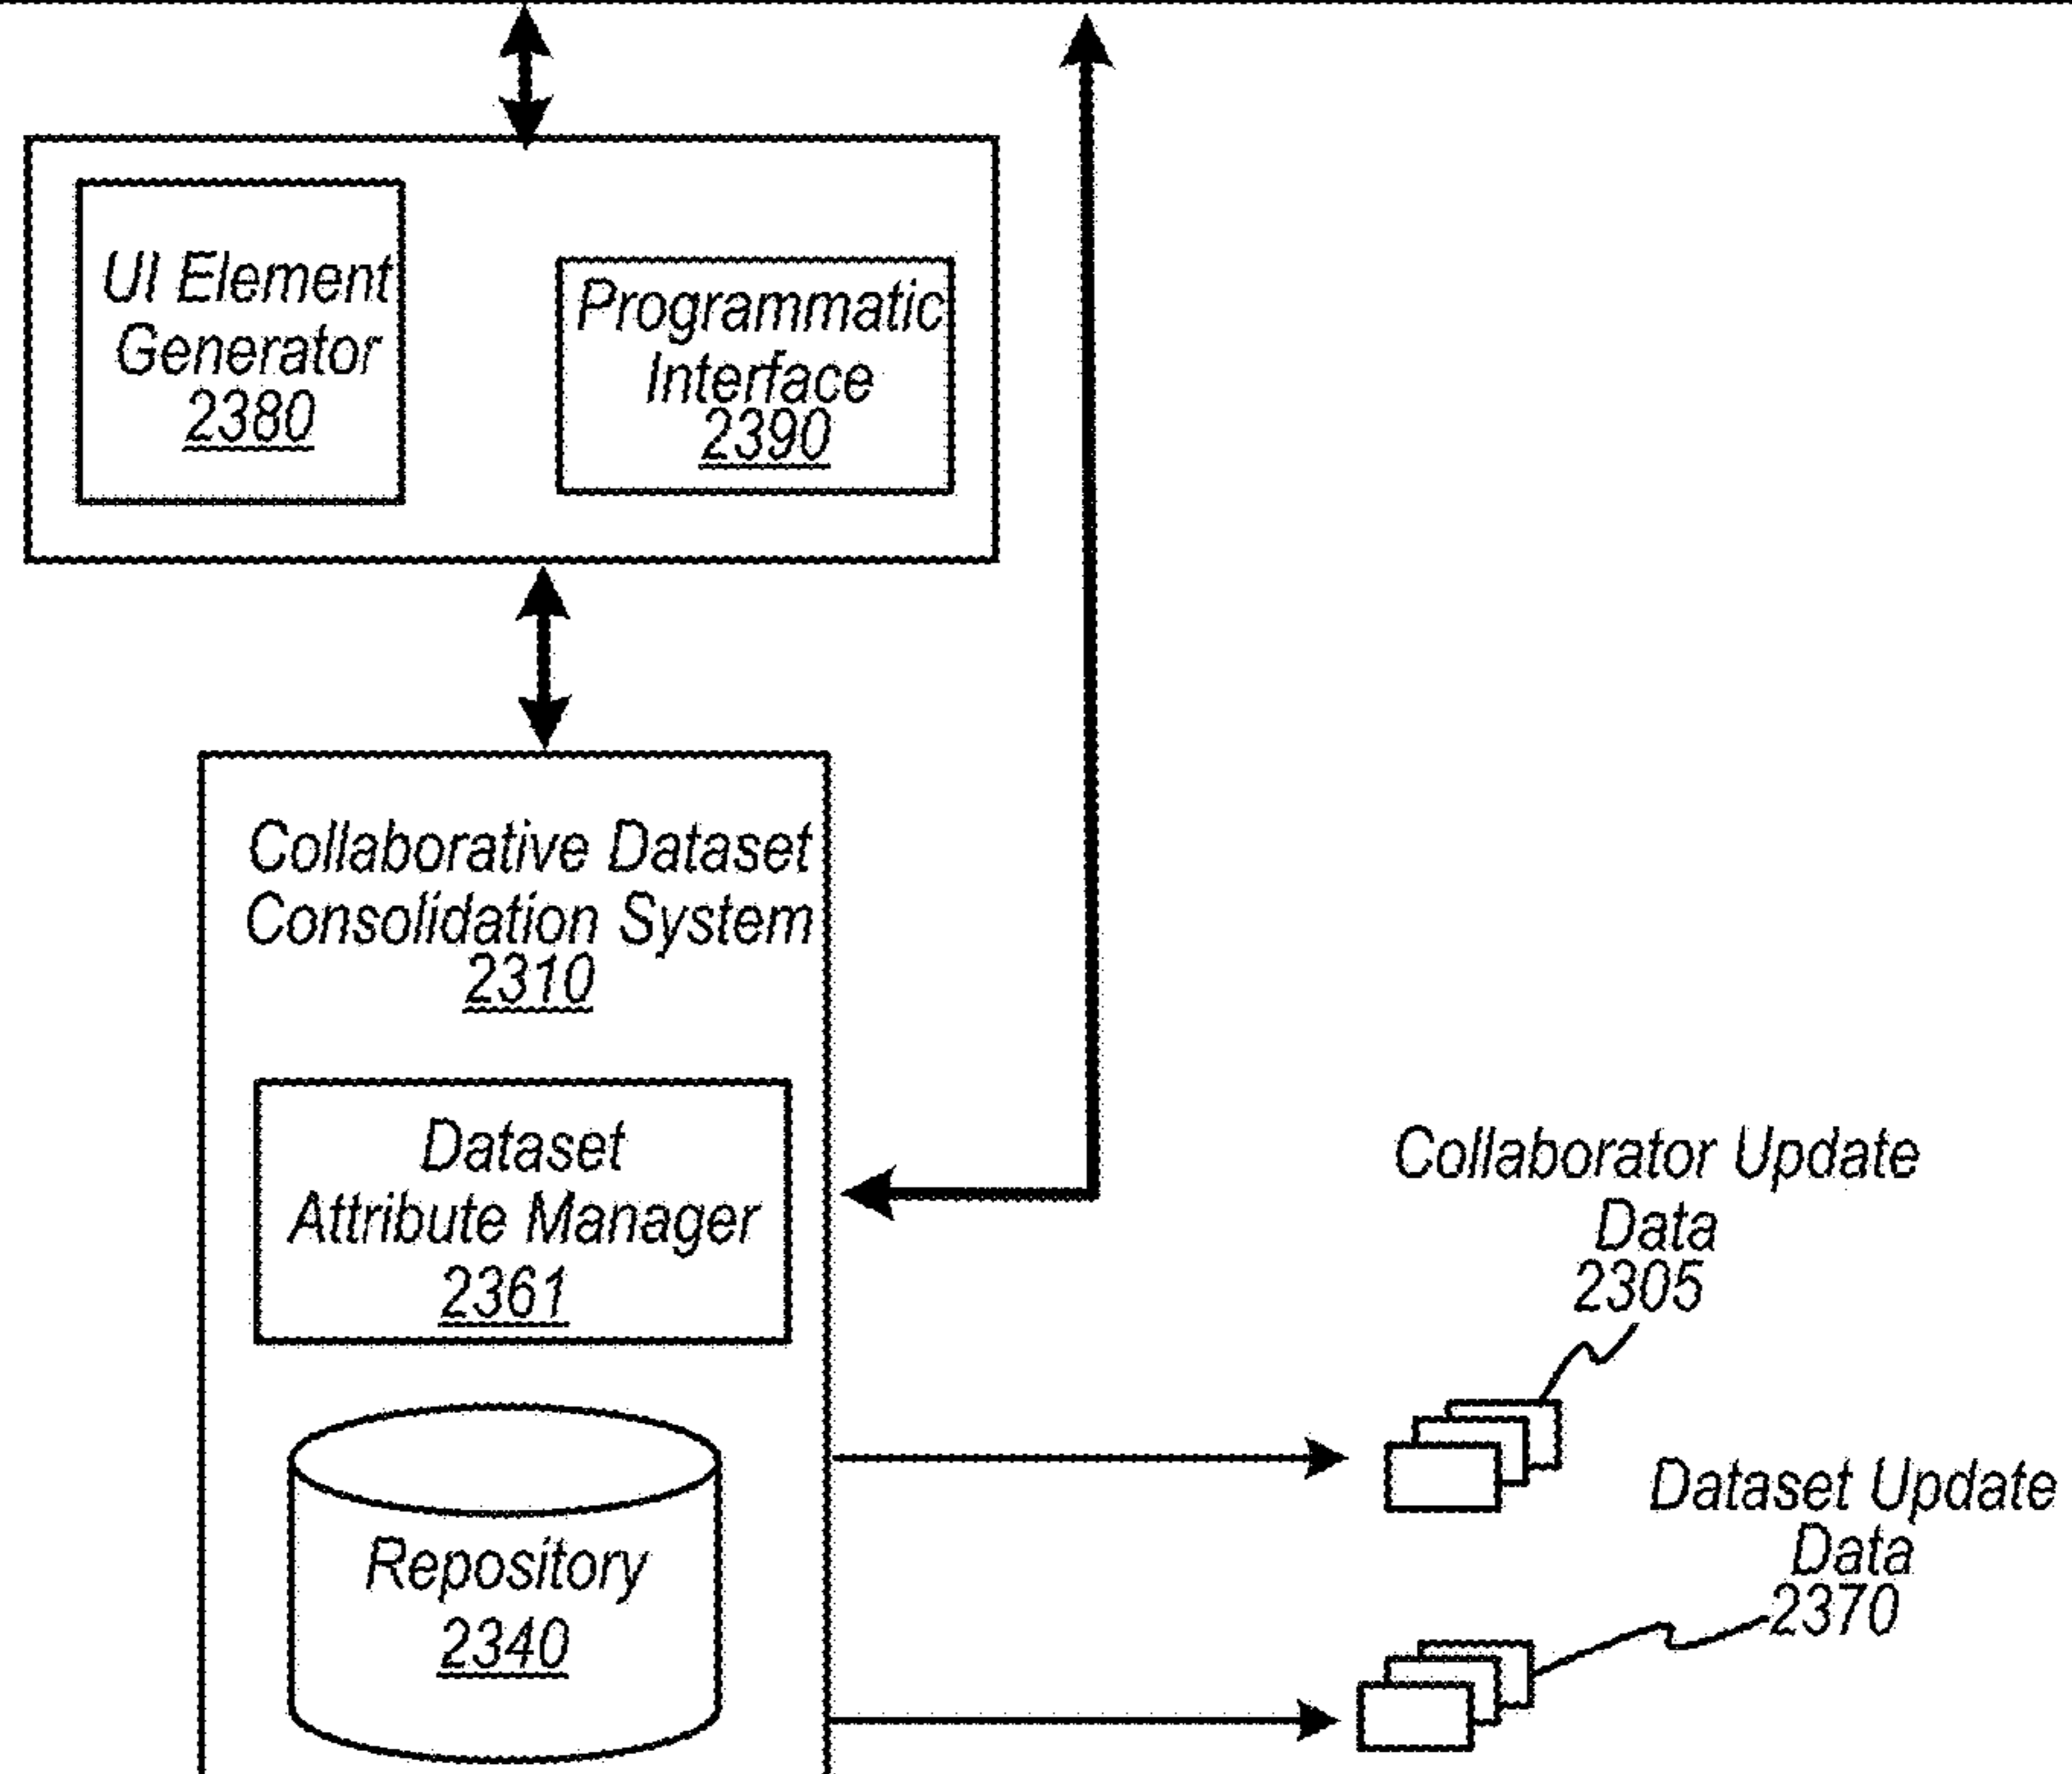 UI Element
Generator
2380
Programmatic
Interface
2390
Collaborative Dataset
Consolidation System
2310
Dataset
Attribute Manager
2361
Collaborator Update
Data
2305
Repository
2340
Dataset Update
Data
2370